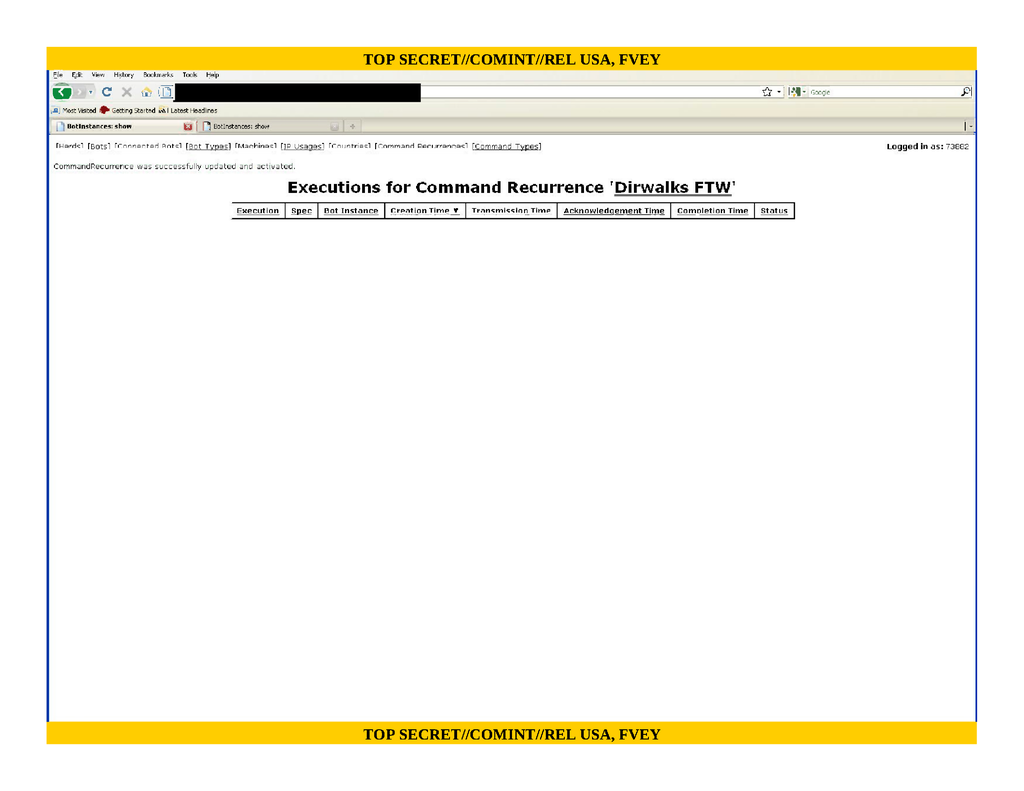 TOP SECRET//COMINT//REL USA, FVEY
File Edit View History Bookmarks Tools Help
Google
Most Visited Getting Started Latest Headlines
BotInstances: show BotInstances: show
[Herds] [Bots] [Connected Bots] [Bot Types] [Machines] [IP Usages] [Countries] [Command Recurrences] [Command Types] Logged in as: 73882
CommandRecurrence was successfully updated and activated.
Executions for Command Recurrence 'Dirwalks FTW'
Execution Spec Bot Instance Creation Time ▼ Transmission Time Acknowledgement Time Completion Time Status
TOP SECRET//COMINT//REL USA, FVEY